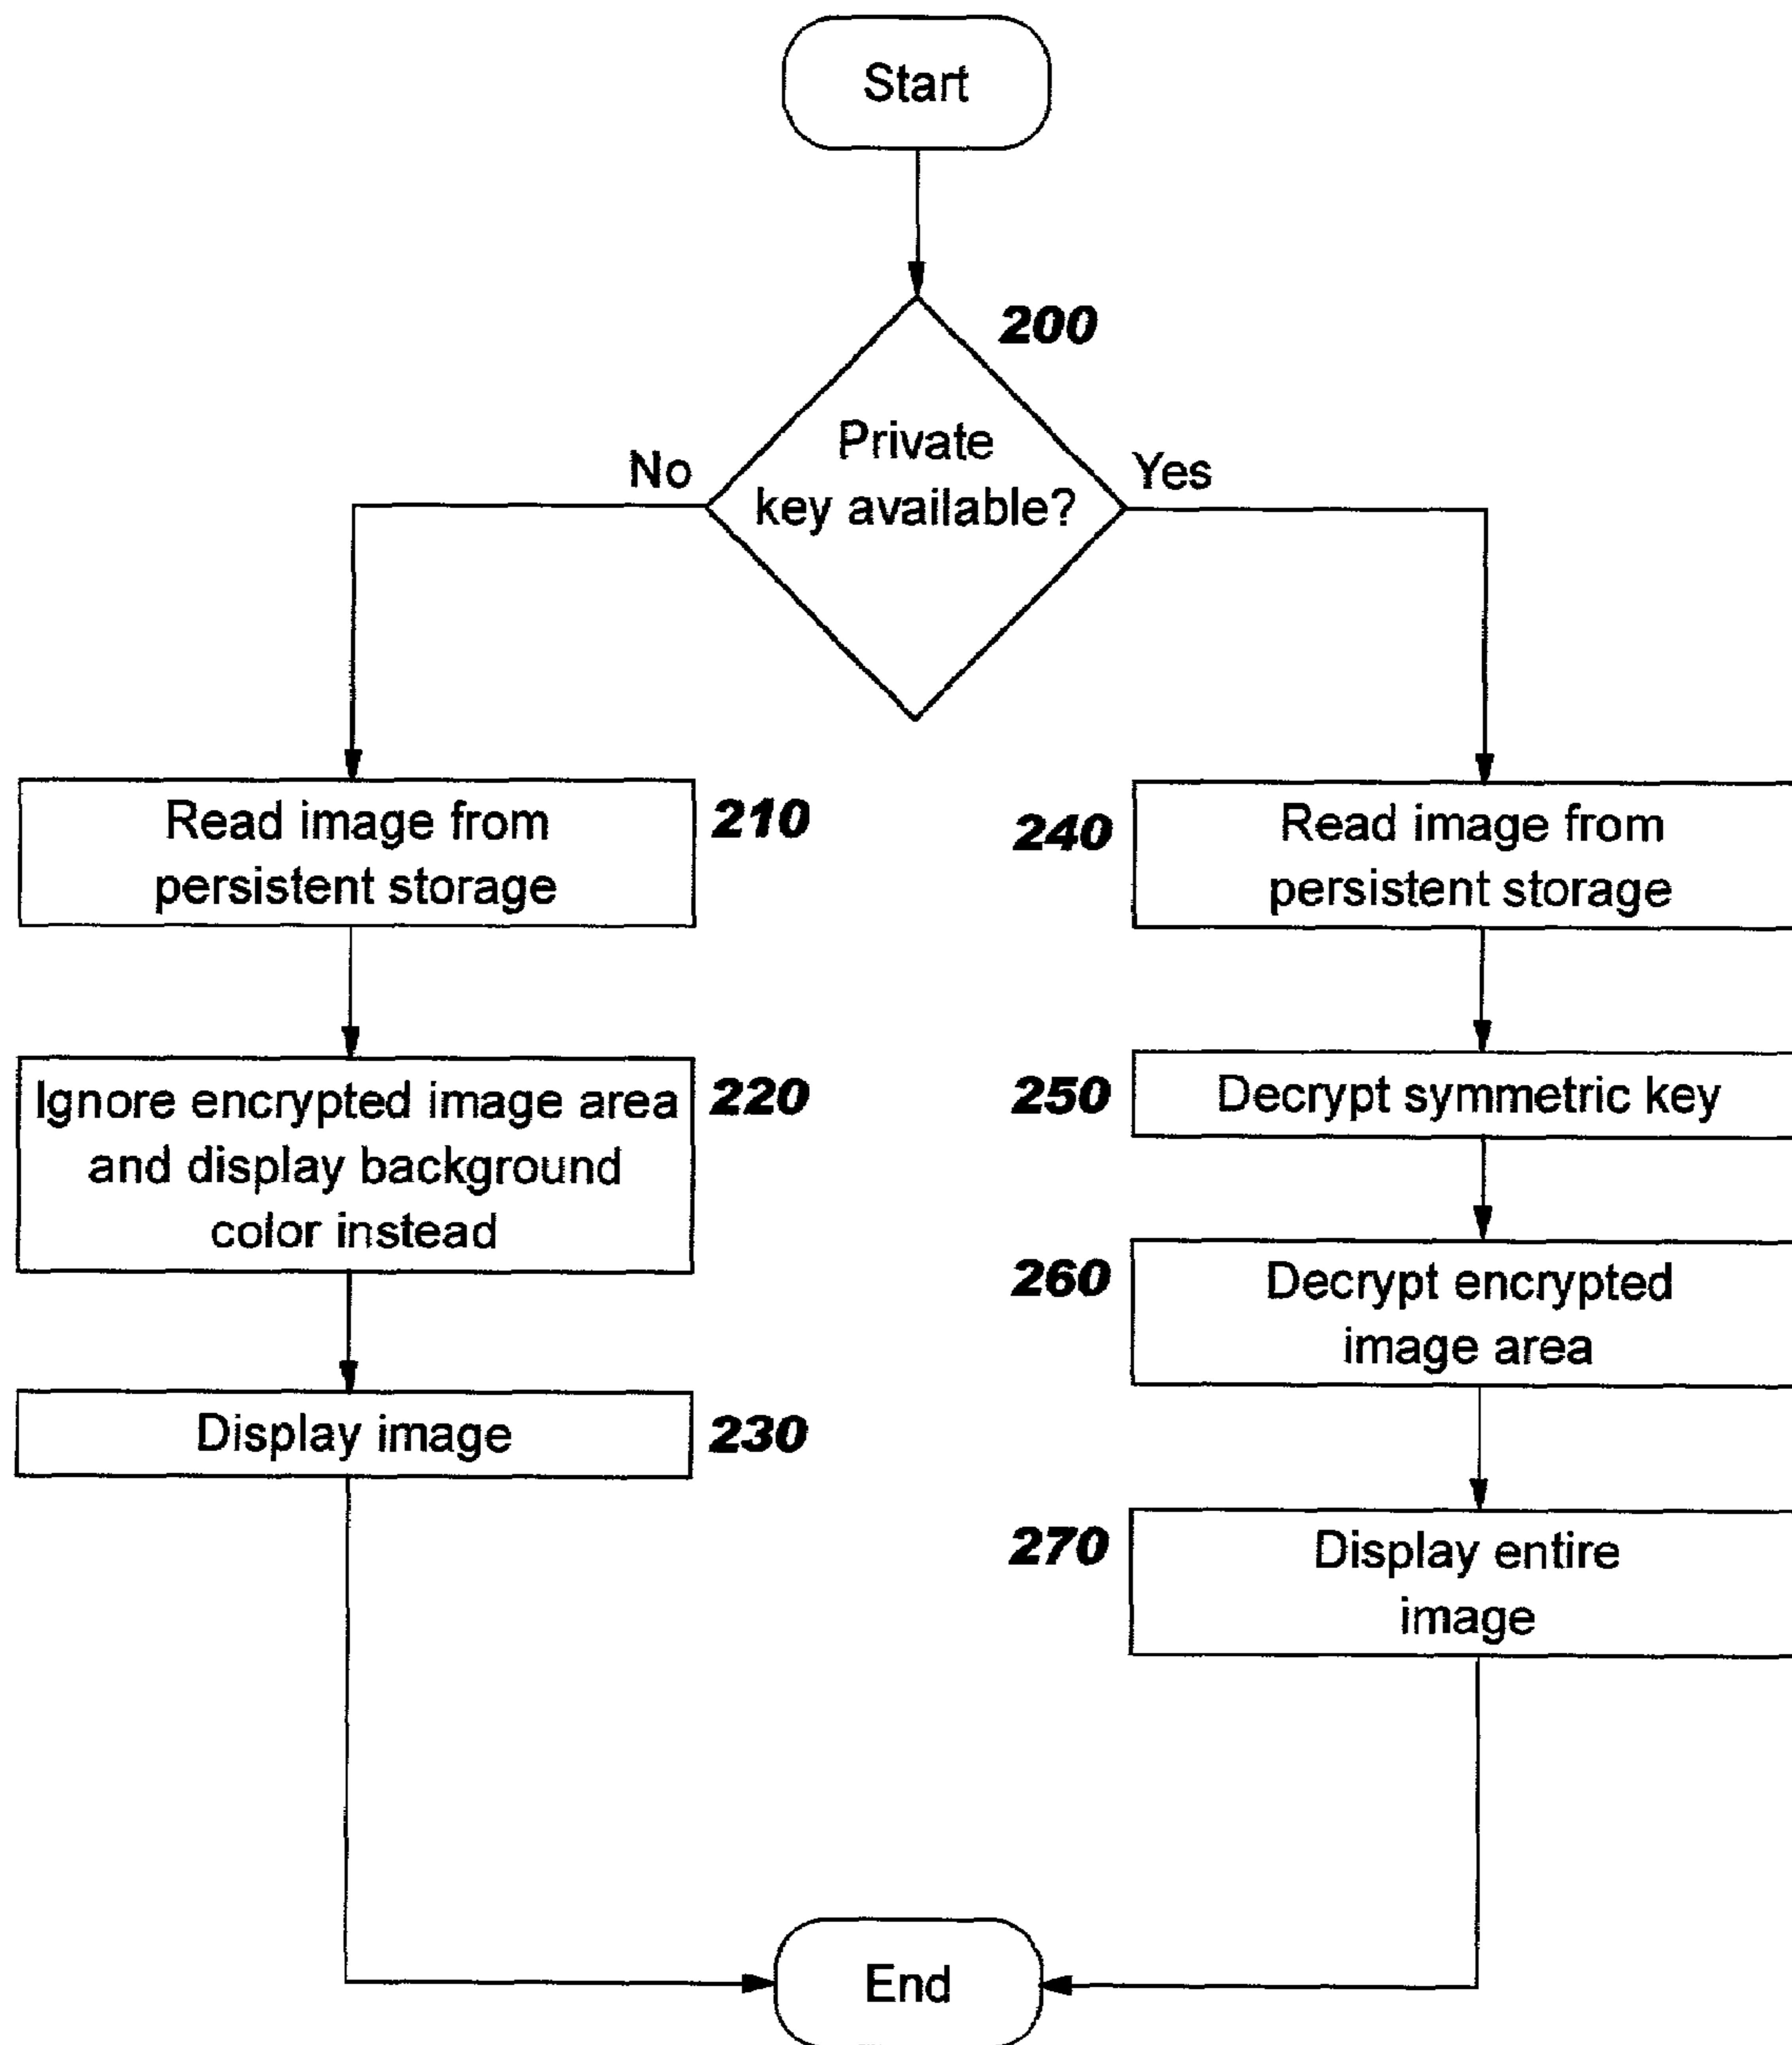 Start
200
Private
key available?
No
Yes
Read image from
persistent storage
210
Ignore encrypted image area
and display background
color instead
220
Display image
230
240
Read image from
persistent storage
250
Decrypt symmetric key
260
Decrypt encrypted
image area
270
Display entire
image
End